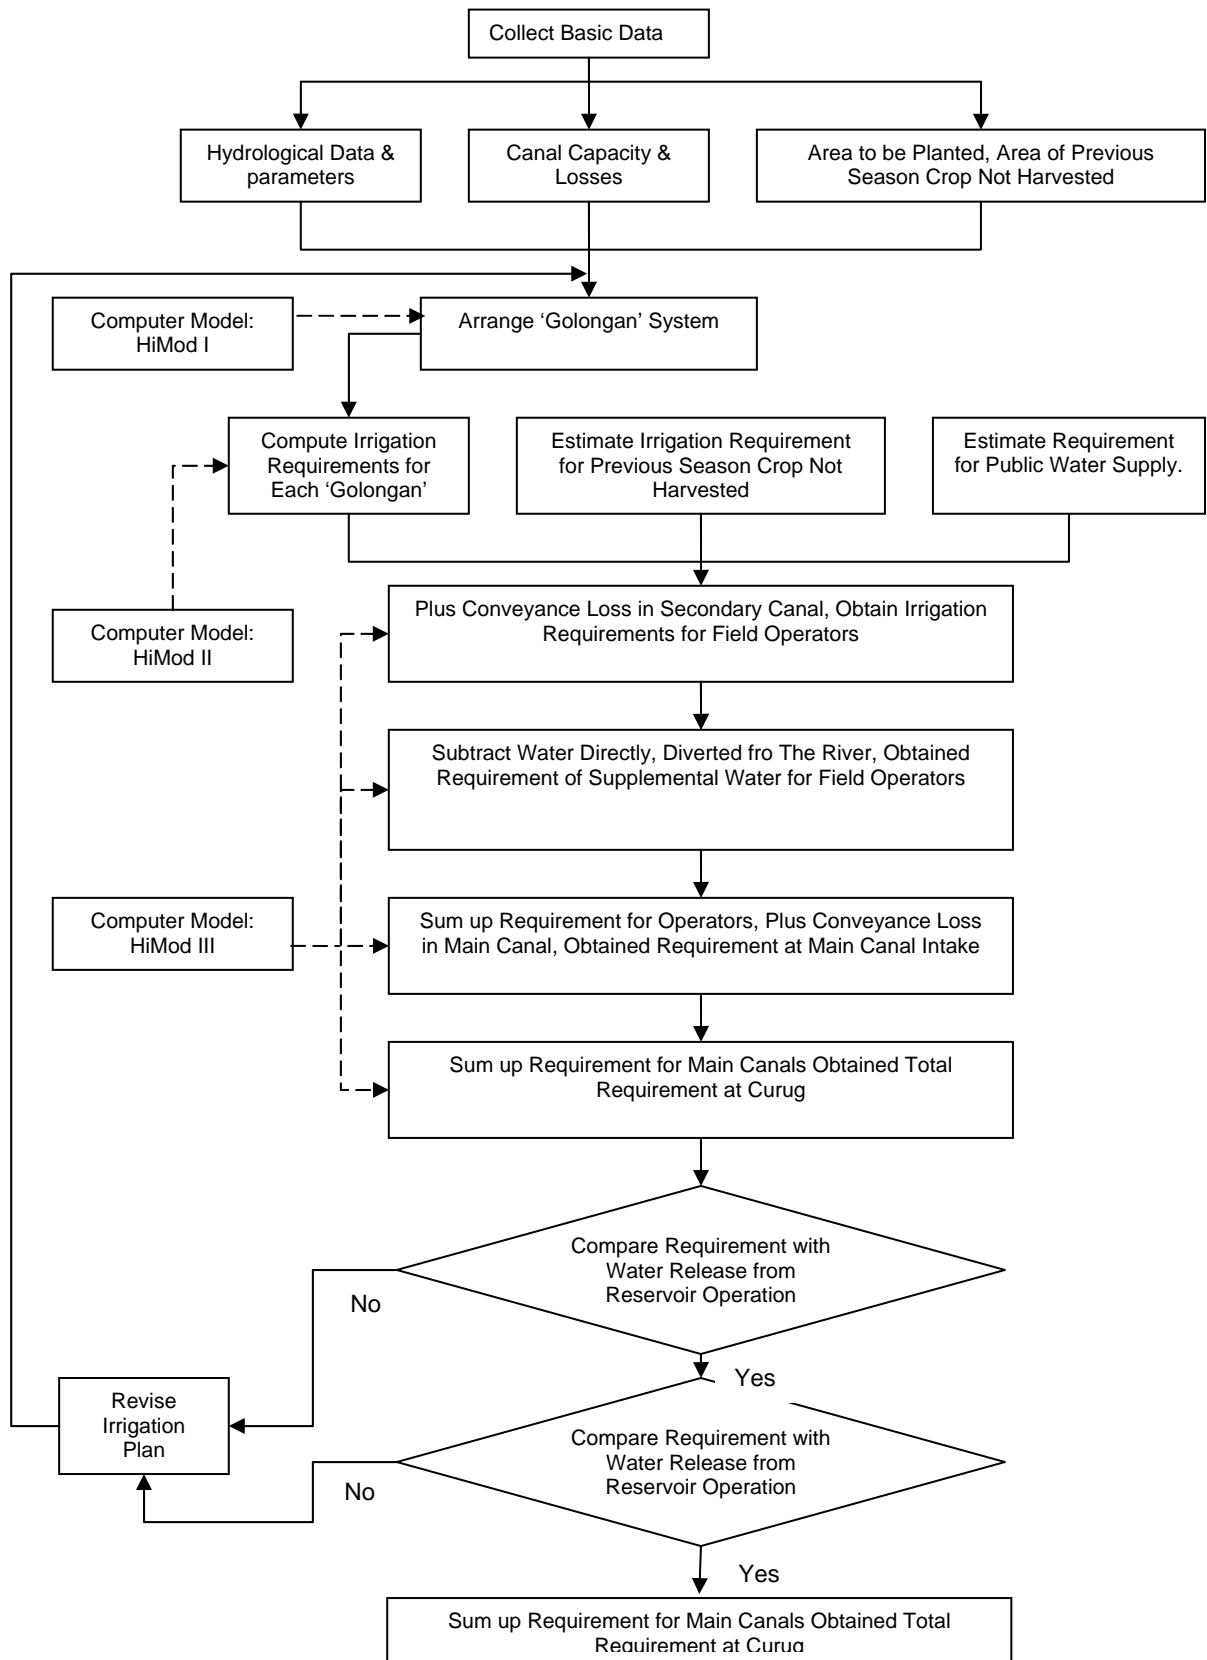 Collect Basic Data
Hydrological Data &
parameters
Canal Capacity &
Losses
Area to be Planted, Area of Previous
Season Crop Not Harvested
Computer Model:
HiMod I
Arrange ‘Golongan’ System
Compute Irrigation
Requirements for
Each ‘Golongan’
Estimate Irrigation Requirement
for Previous Season Crop Not
Harvested
Estimate Requirement
for Public Water Supply.
Computer Model:
HiMod II
Plus Conveyance Loss in Secondary Canal, Obtain Irrigation
Requirements for Field Operators
Subtract Water Directly, Diverted fro The River, Obtained
Requirement of Supplemental Water for Field Operators
Computer Model:
HiMod III
Sum up Requirement for Operators, Plus Conveyance Loss
in Main Canal, Obtained Requirement at Main Canal Intake
Sum up Requirement for Main Canals Obtained Total
Requirement at Curug
Compare Requirement with
Water Release from
Reservoir Operation
No
Yes
Revise
Irrigation
Plan
Compare Requirement with
Water Release from
Reservoir Operation
No
Yes
Sum up Requirement for Main Canals Obtained Total
Requirement at Curug